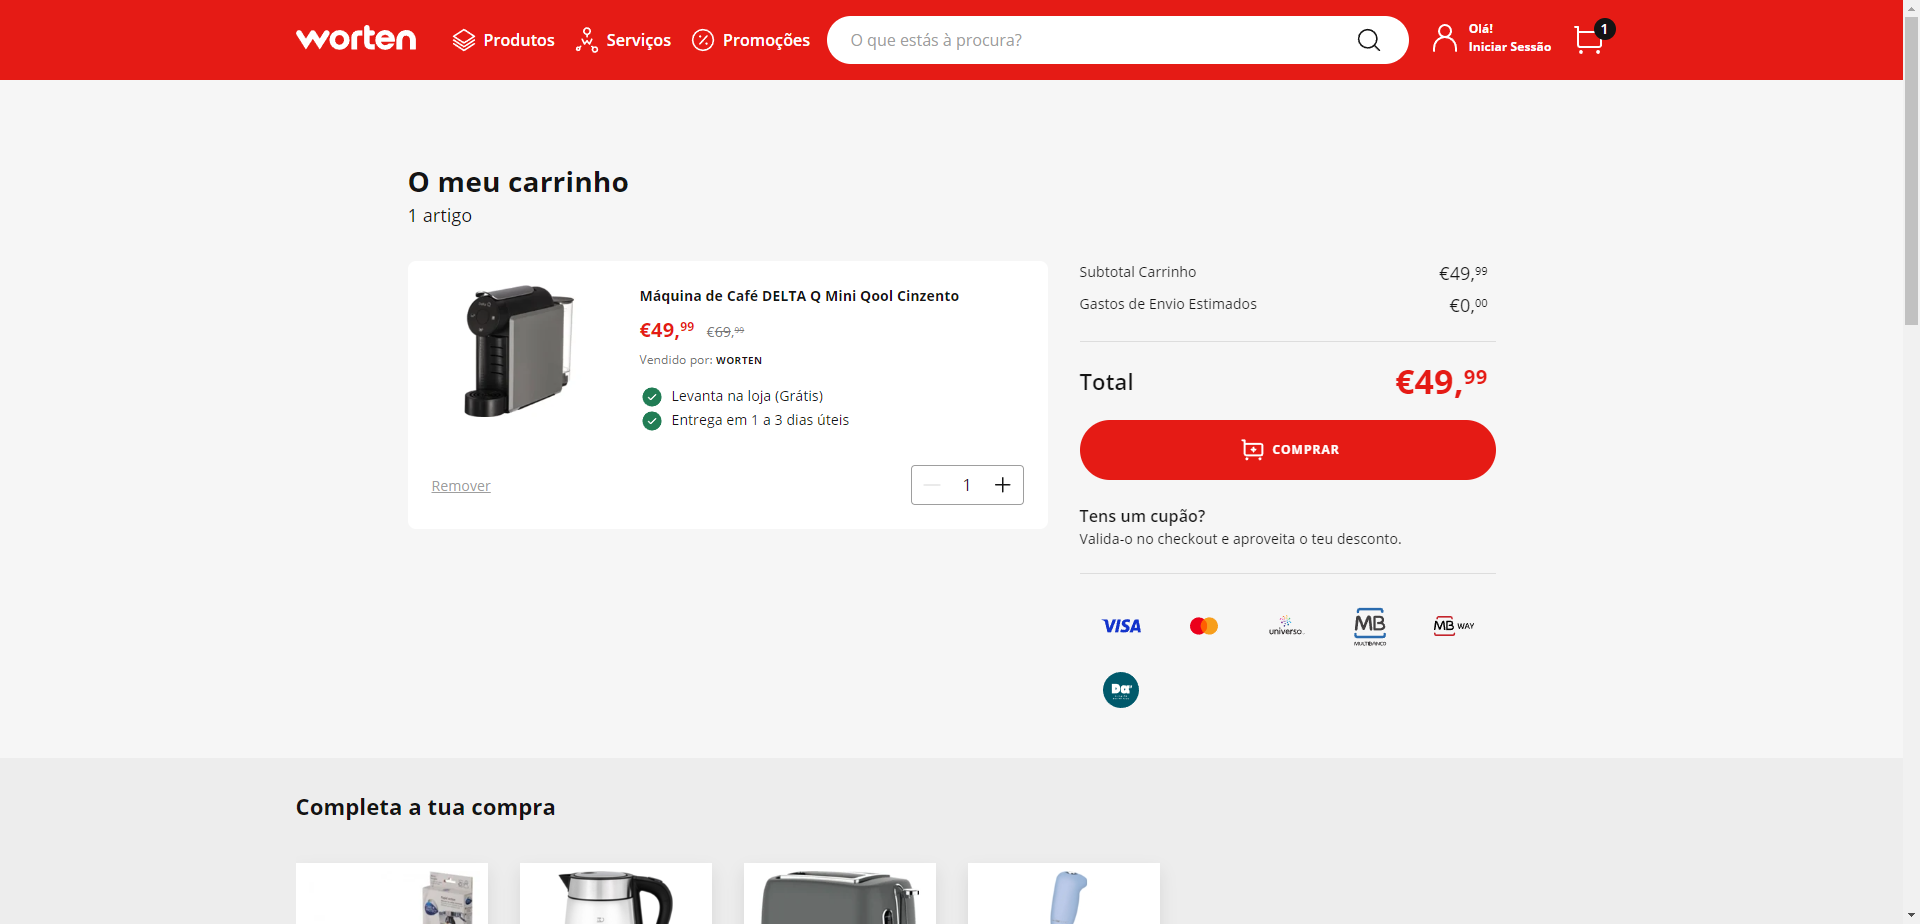 worten
Produtos
Serviços
Promoções
O que estás à procura?
Olá!
Iniciar Sessão
1
O meu carrinho
1 artigo
Máquina de Café DELTA Q Mini Qool Cinzento
€49,99 €69,99
Vendido por: WORTEN
Levanta na loja (Grátis)
Entrega em 1 a 3 dias úteis
Remover
1
Subtotal Carrinho €49,99
Gastos de Envio Estimados €0,00
Total €49,99
COMPRAR
Tens um cupão?
Valida-o no checkout e aproveita o teu desconto.
VISA
universo
MB
MULTIBANCO
MB WAY
Da
Completa a tua compra